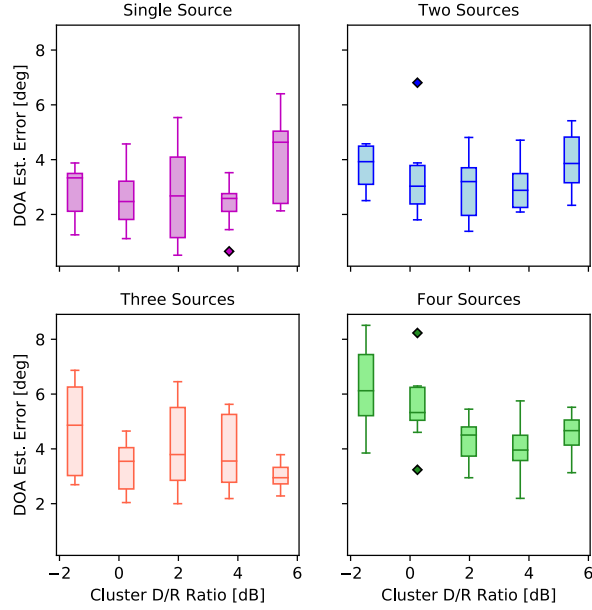 Single Source
Two Sources
DOA Est. Error [deg]
8
6
4
2
Three Sources
Four Sources
DOA Est. Error [deg]
8
6
4
2
−2 0 2 4 6
−2 0 2 4 6
Cluster D/R Ratio [dB]
Cluster D/R Ratio [dB]